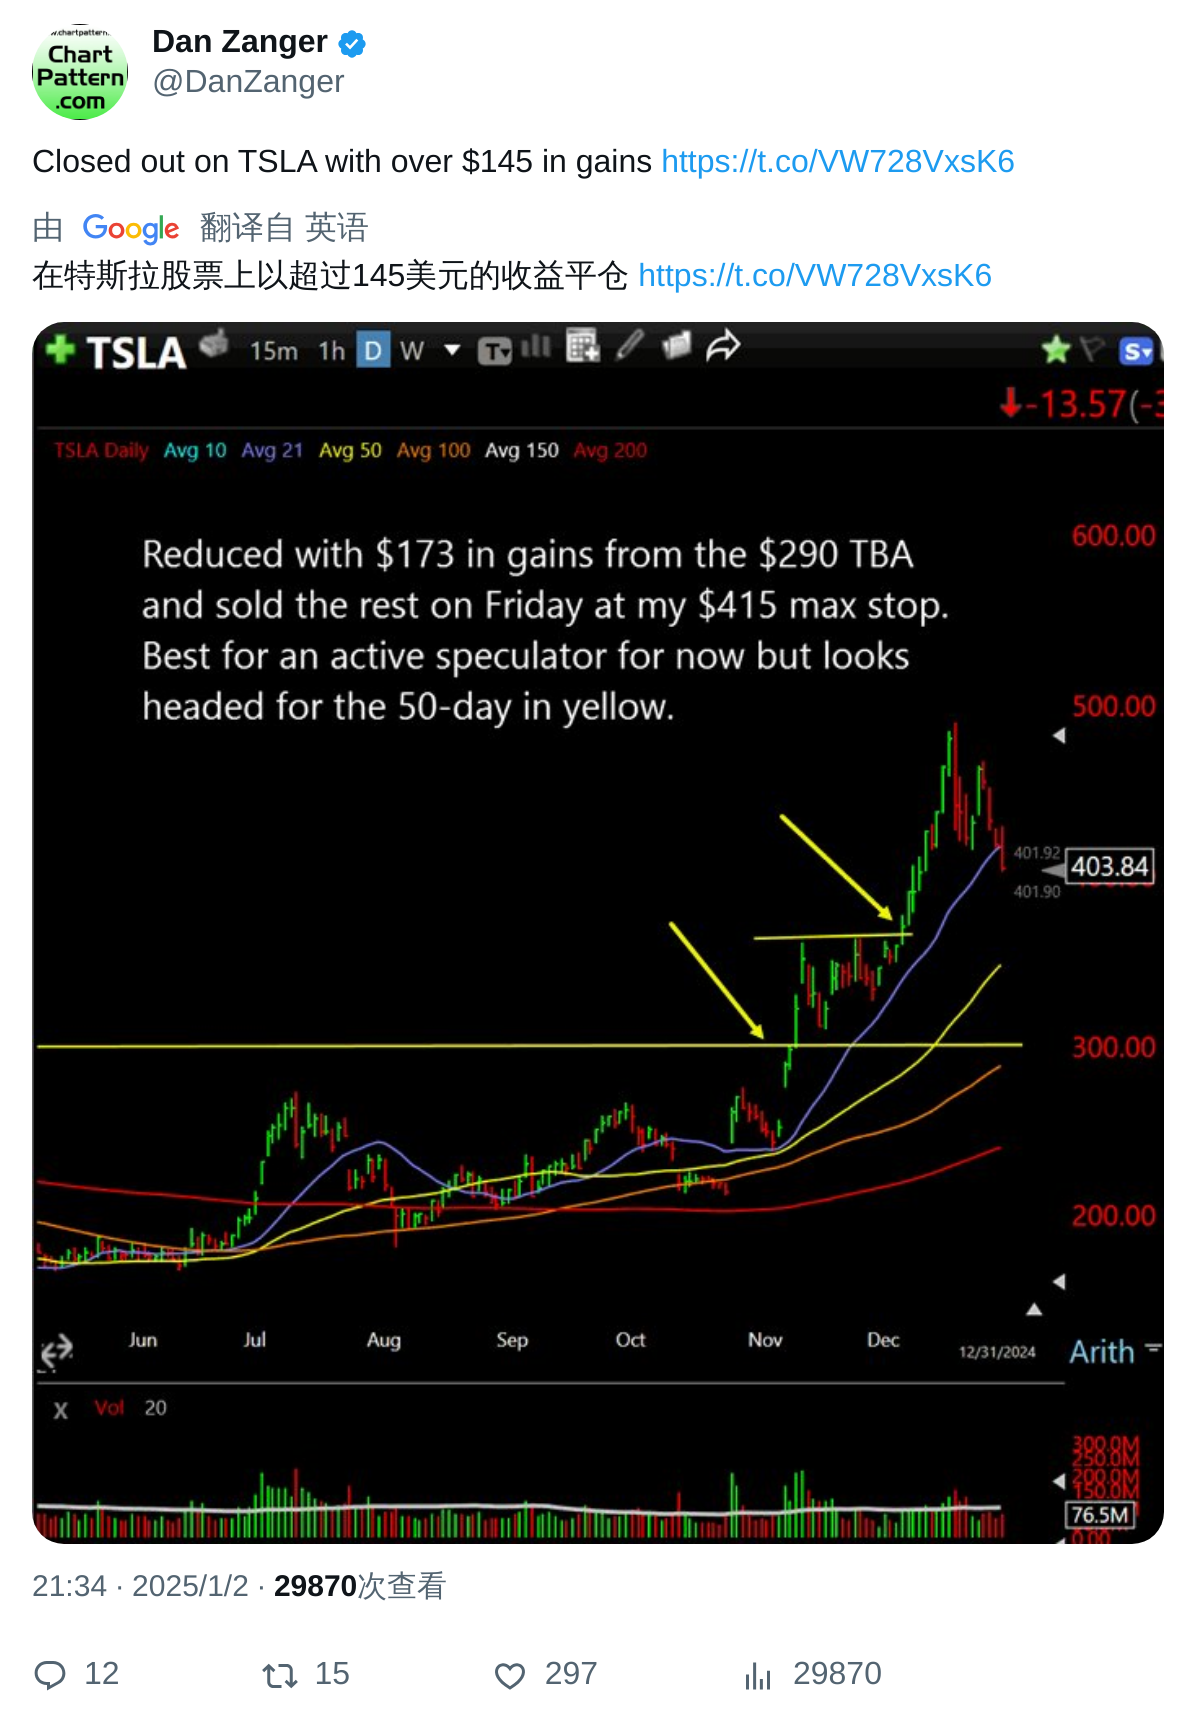 w.chartpattern.
Chart
Pattern
.com
Dan Zanger
@DanZanger
Closed out on TSLA with over $145 in gains https://t.co/VW728VxsK6
由 Google 翻译自 英语
在特斯拉股票上以超过145美元的收益平仓 https://t.co/VW728VxsK6
TSLA 15m 1h D W T S
-13.57(-3
TSLA Daily Avg 10 Avg 21 Avg 50 Avg 100 Avg 150 Avg 200
Reduced with $173 in gains from the $290 TBA
and sold the rest on Friday at my $415 max stop.
Best for an active speculator for now but looks
headed for the 50-day in yellow.
600.00
500.00
401.92
403.84
401.90
300.00
200.00
Jun Jul Aug Sep Oct Nov Dec 12/31/2024 Arith
X Vol 20
300.0M
250.0M
200.0M
150.0M
76.5M
0.00
21:34 · 2025/1/2 · 29870次查看
12 15 297 29870